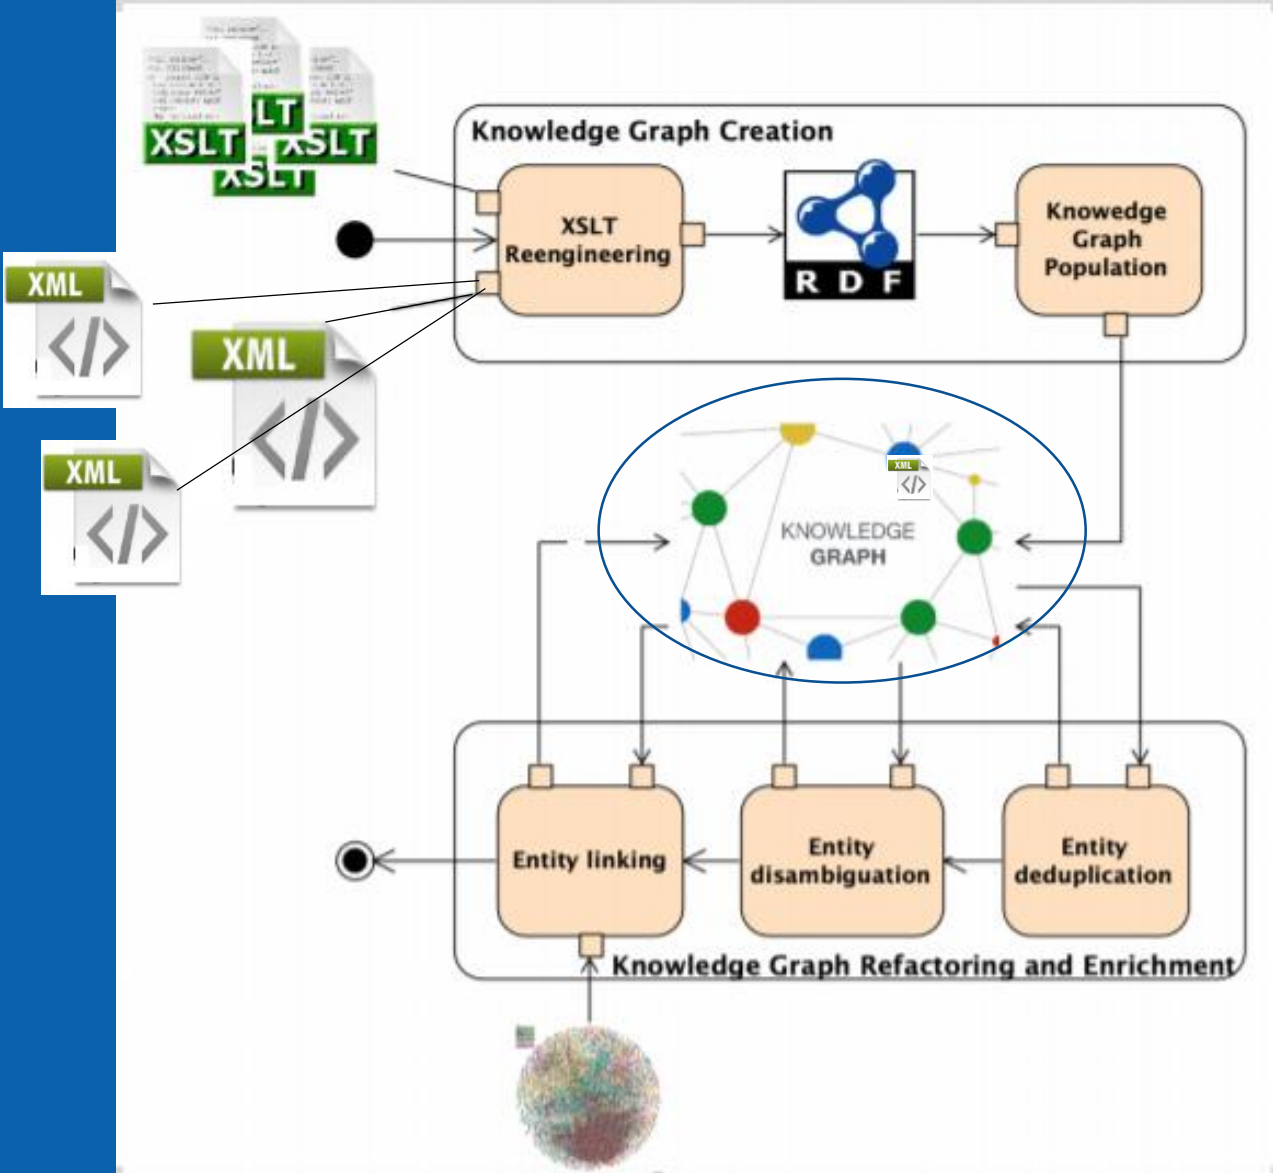 LT
XSLT
XSLT
XSLT
Knowledge Graph Creation
XSLT
Reengineering
RDF
Knowedge
Graph
Population
XML
</>
XML
</>
XML
</>
XML
</>
KNOWLEDGE
GRAPH
Entity linking
Entity
disambiguation
Entity
deduplication
Knowledge Graph Refactoring and Enrichment